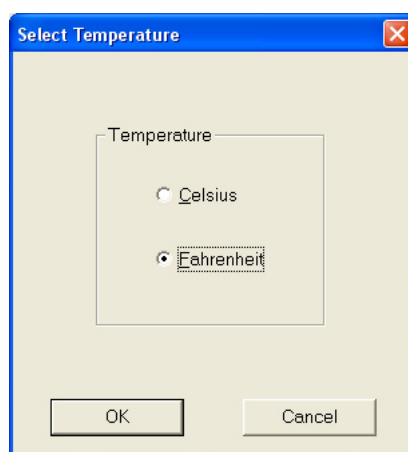 Select Temperature
Temperature
Celsius
Fahrenheit
OK Cancel